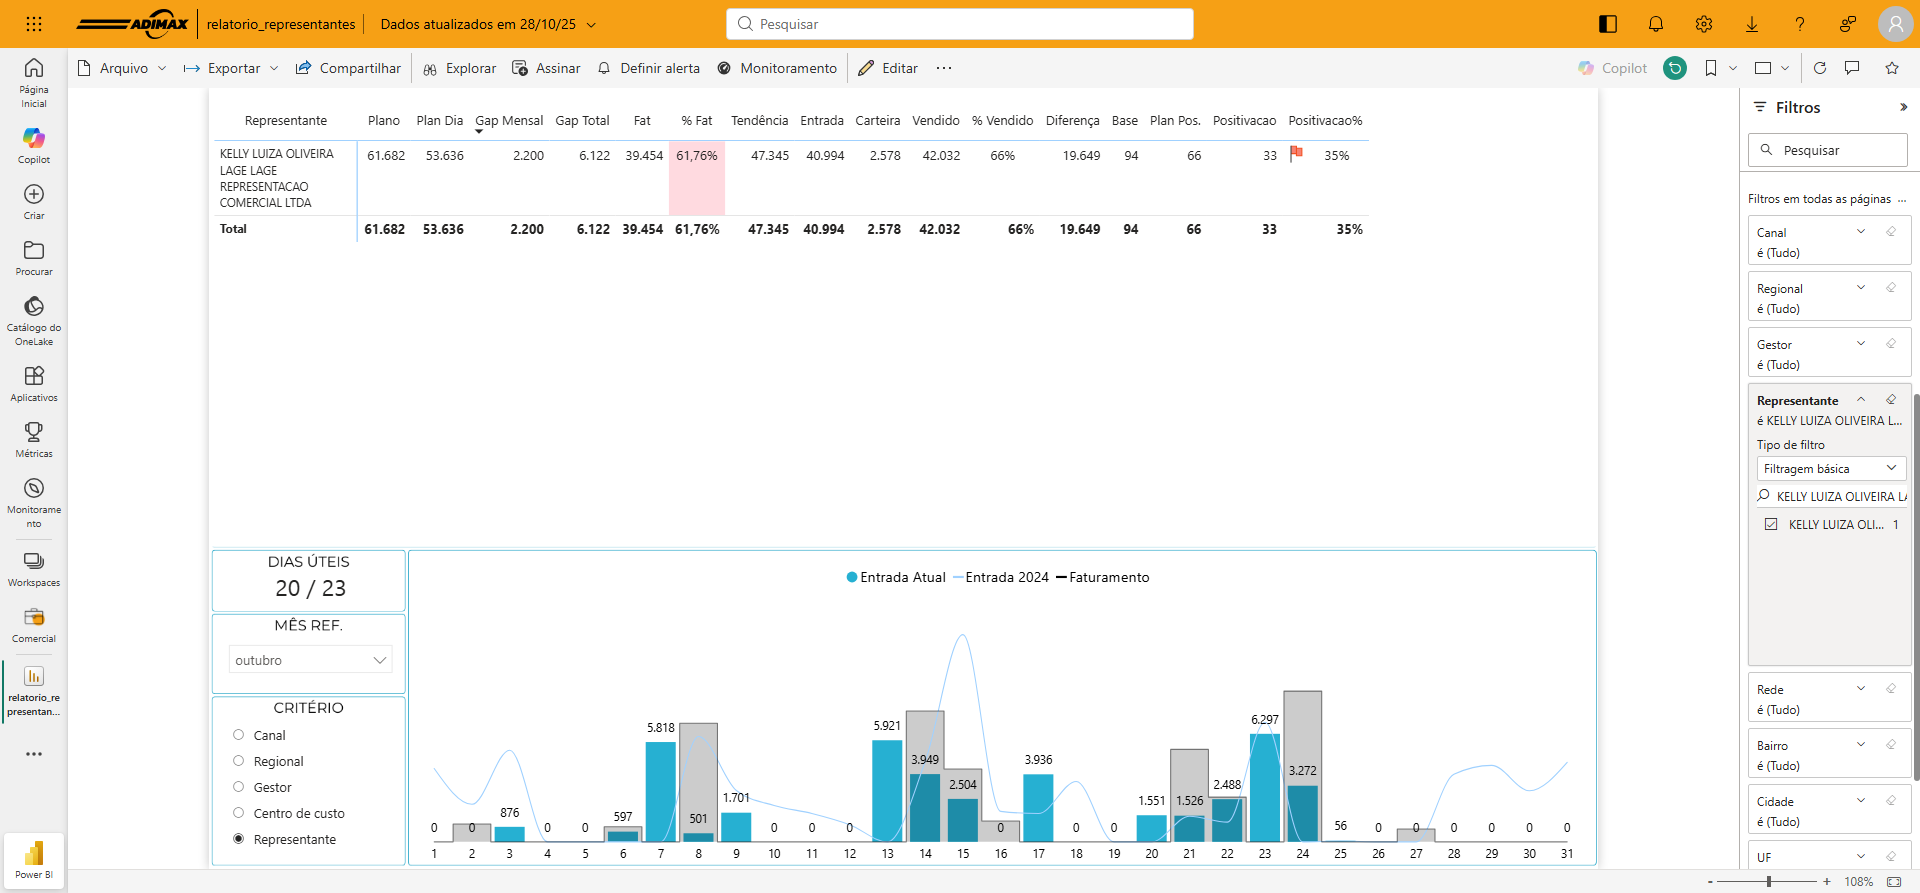 ADIMAX
relatorio_representantes
Dados atualizados em 28/10/25
Pesquisar
Arquivo
Exportar
Compartilhar
Explorar
Assinar
Definir alerta
Monitoramento
Editar
Copilot
Página
Inicial
Copilot
Criar
Procurar
Catálogo do
OneLake
Aplicativos
Métricas
Monitorame
nto
Workspaces
Comercial
relatorio_re
presentan...
Power BI
Representante Plano Plan Dia Gap Mensal Gap Total Fat % Fat Tendência Entrada Carteira Vendido % Vendido Diferença Base Plan Pos. Positivacao Positivacao%
KELLY LUIZA OLIVEIRA 61.682 53.636 2.200 6.122 39.454 61,76% 47.345 40.994 2.578 42.032 66% 19.649 94 66 33 35%
LAGE LAGE
REPRESENTACAO
COMERCIAL LTDA
Total 61.682 53.636 2.200 6.122 39.454 61,76% 47.345 40.994 2.578 42.032 66% 19.649 94 66 33 35%
DIAS ÚTEIS
20 / 23
MÊS REF.
outubro
CRITÉRIO
Canal
Regional
Gestor
Centro de custo
Representante
Entrada Atual Entrada 2024 Faturamento
0 0 876 0 0 597 5.818 501 1.701 0 0 0 5.921 3.949 2.504 0 3.936 0 0 1.551 1.526 2.488 6.297 3.272 56 0 0 0 0 0 0
1 2 3 4 5 6 7 8 9 10 11 12 13 14 15 16 17 18 19 20 21 22 23 24 25 26 27 28 29 30 31
Filtros
Pesquisar
Filtros em todas as páginas ...
Canal
é (Tudo)
Regional
é (Tudo)
Gestor
é (Tudo)
Representante
é KELLY LUIZA OLIVEIRA L...
Tipo de filtro
Filtragem básica
KELLY LUIZA OLIVEIRA LA
KELLY LUIZA OLI... 1
Rede
é (Tudo)
Bairro
é (Tudo)
Cidade
é (Tudo)
UF
- + 108%